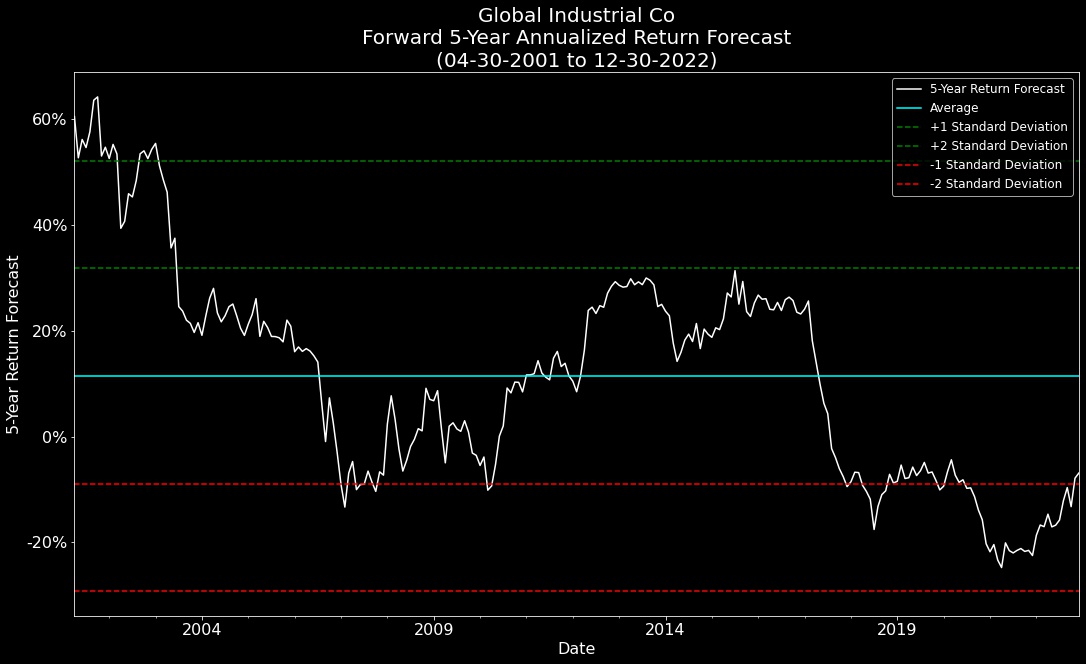 Global Industrial Co
Forward 5-Year Annualized Return Forecast
(04-30-2001 to 12-30-2022)
5-Year Return Forecast
Average
+1 Standard Deviation
+2 Standard Deviation
-1 Standard Deviation
-2 Standard Deviation
5-Year Return Forecast
60%
40%
20%
0%
-20%
2004
2009
2014
2019
Date